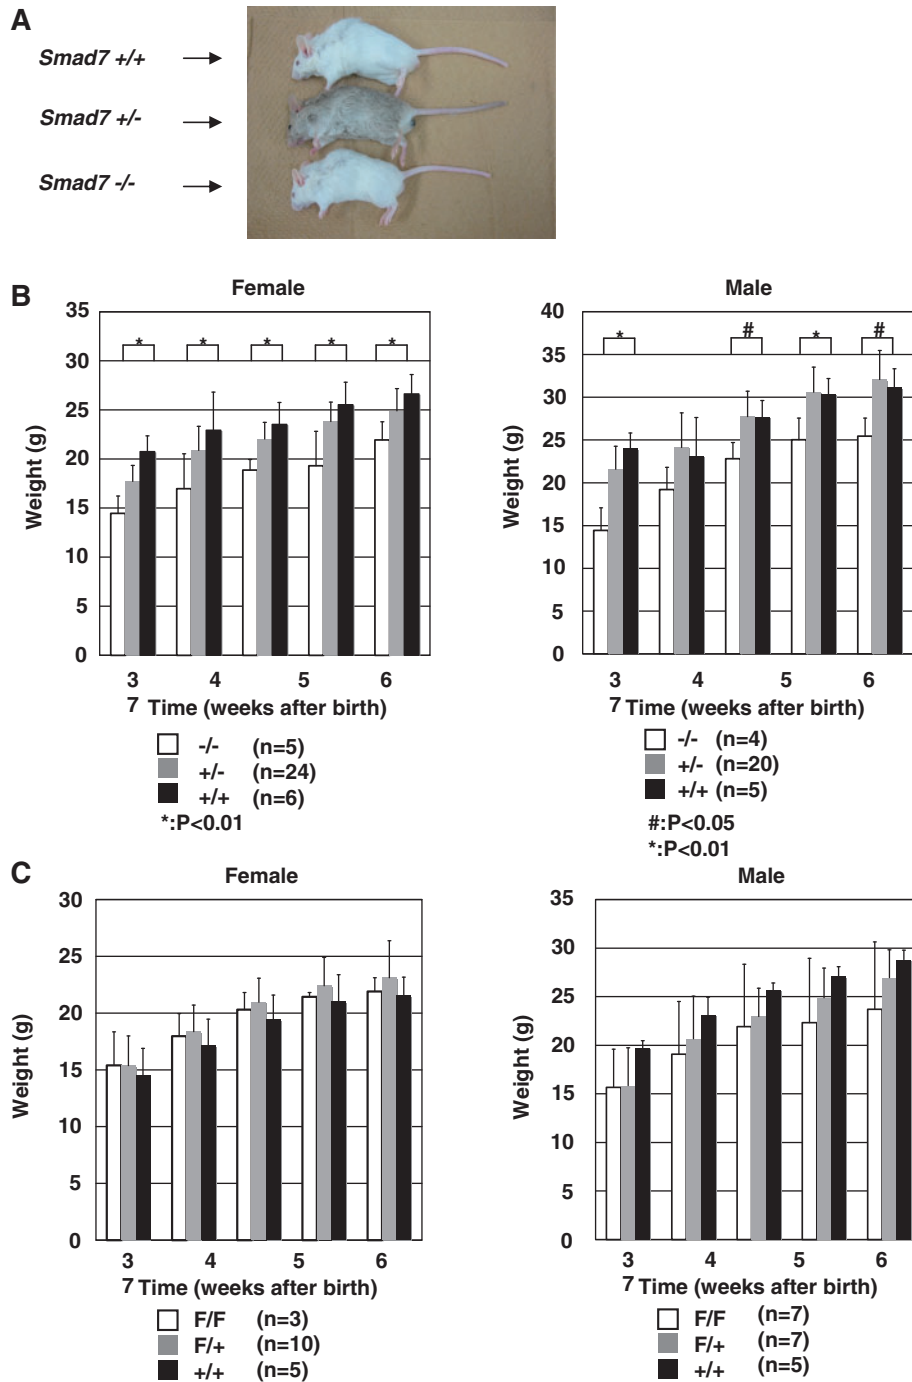 A
Smad7 +/+
Smad7 +/-
Smad7 -/-
B
Female
Weight (g)
35
30
25
20
15
10
5
0
* * * * *
3 4 5 6
7 Time (weeks after birth)
-/- (n=5)
+/- (n=24)
+/+ (n=6)
*:P<0.01
Male
Weight (g)
40
35
30
25
20
15
10
5
0
* # * #
3 4 5 6
7 Time (weeks after birth)
-/- (n=4)
+/- (n=20)
+/+ (n=5)
#:P<0.05
*:P<0.01
C
Female
Weight (g)
30
25
20
15
10
5
0
3 4 5 6
7 Time (weeks after birth)
F/F (n=3)
F/+ (n=10)
+/+ (n=5)
Male
Weight (g)
35
30
25
20
15
10
5
0
3 4 5 6
7 Time (weeks after birth)
F/F (n=7)
F/+ (n=7)
+/+ (n=5)